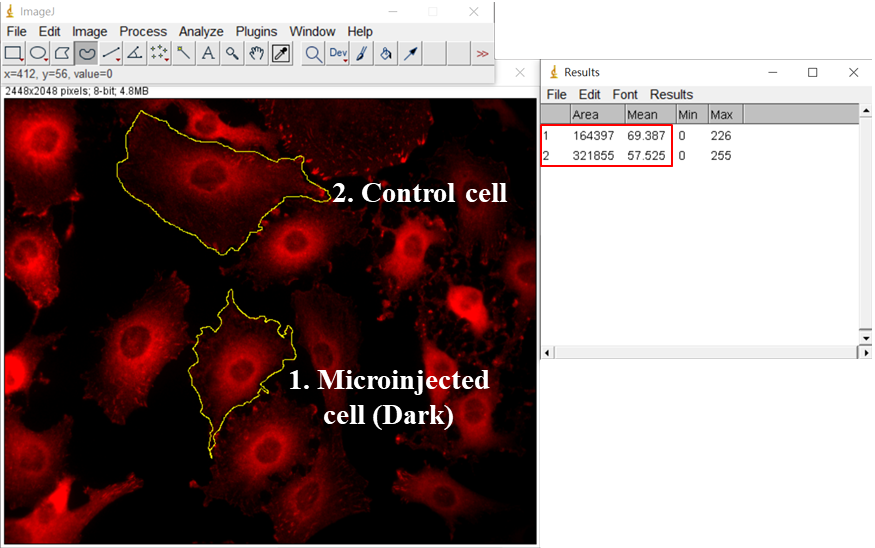 ImageJ
File Edit Image Process Analyze Plugins Window Help
A Dev >>
x=412, y=56, value=0
2448x2048 pixels; 8-bit; 4.8MB
2. Control cell
1. Microinjected
cell (Dark)
Results
File Edit Font Results
Area Mean Min Max
1 164397 69.387 0 226
2 321855 57.525 0 255